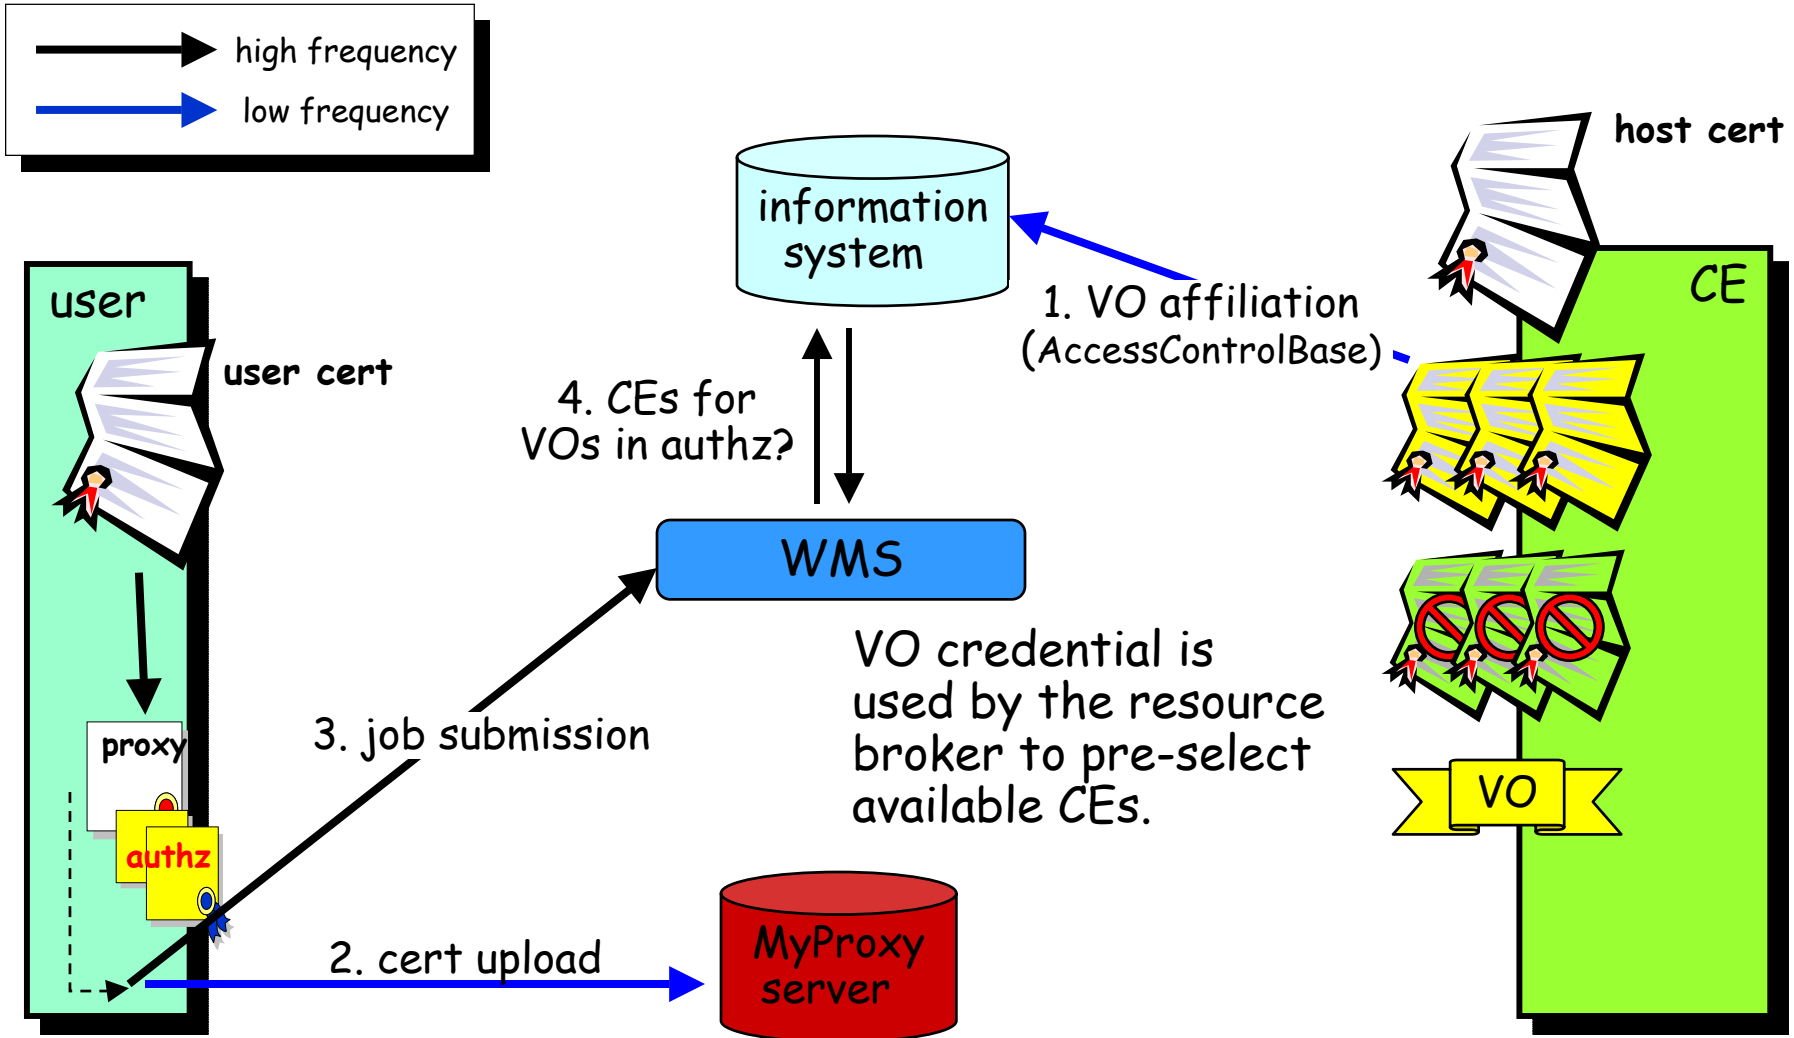 high frequency
low frequency
host cert
information
system
CE
user
1. VO affiliation
(AccessControlBase)
user cert
4. CEs for
VOs in authz?
WMS
VO credential is
used by the resource
broker to pre-select
available CEs.
3. job submission
proxy
VO
authz
2. cert upload
MyProxy
server